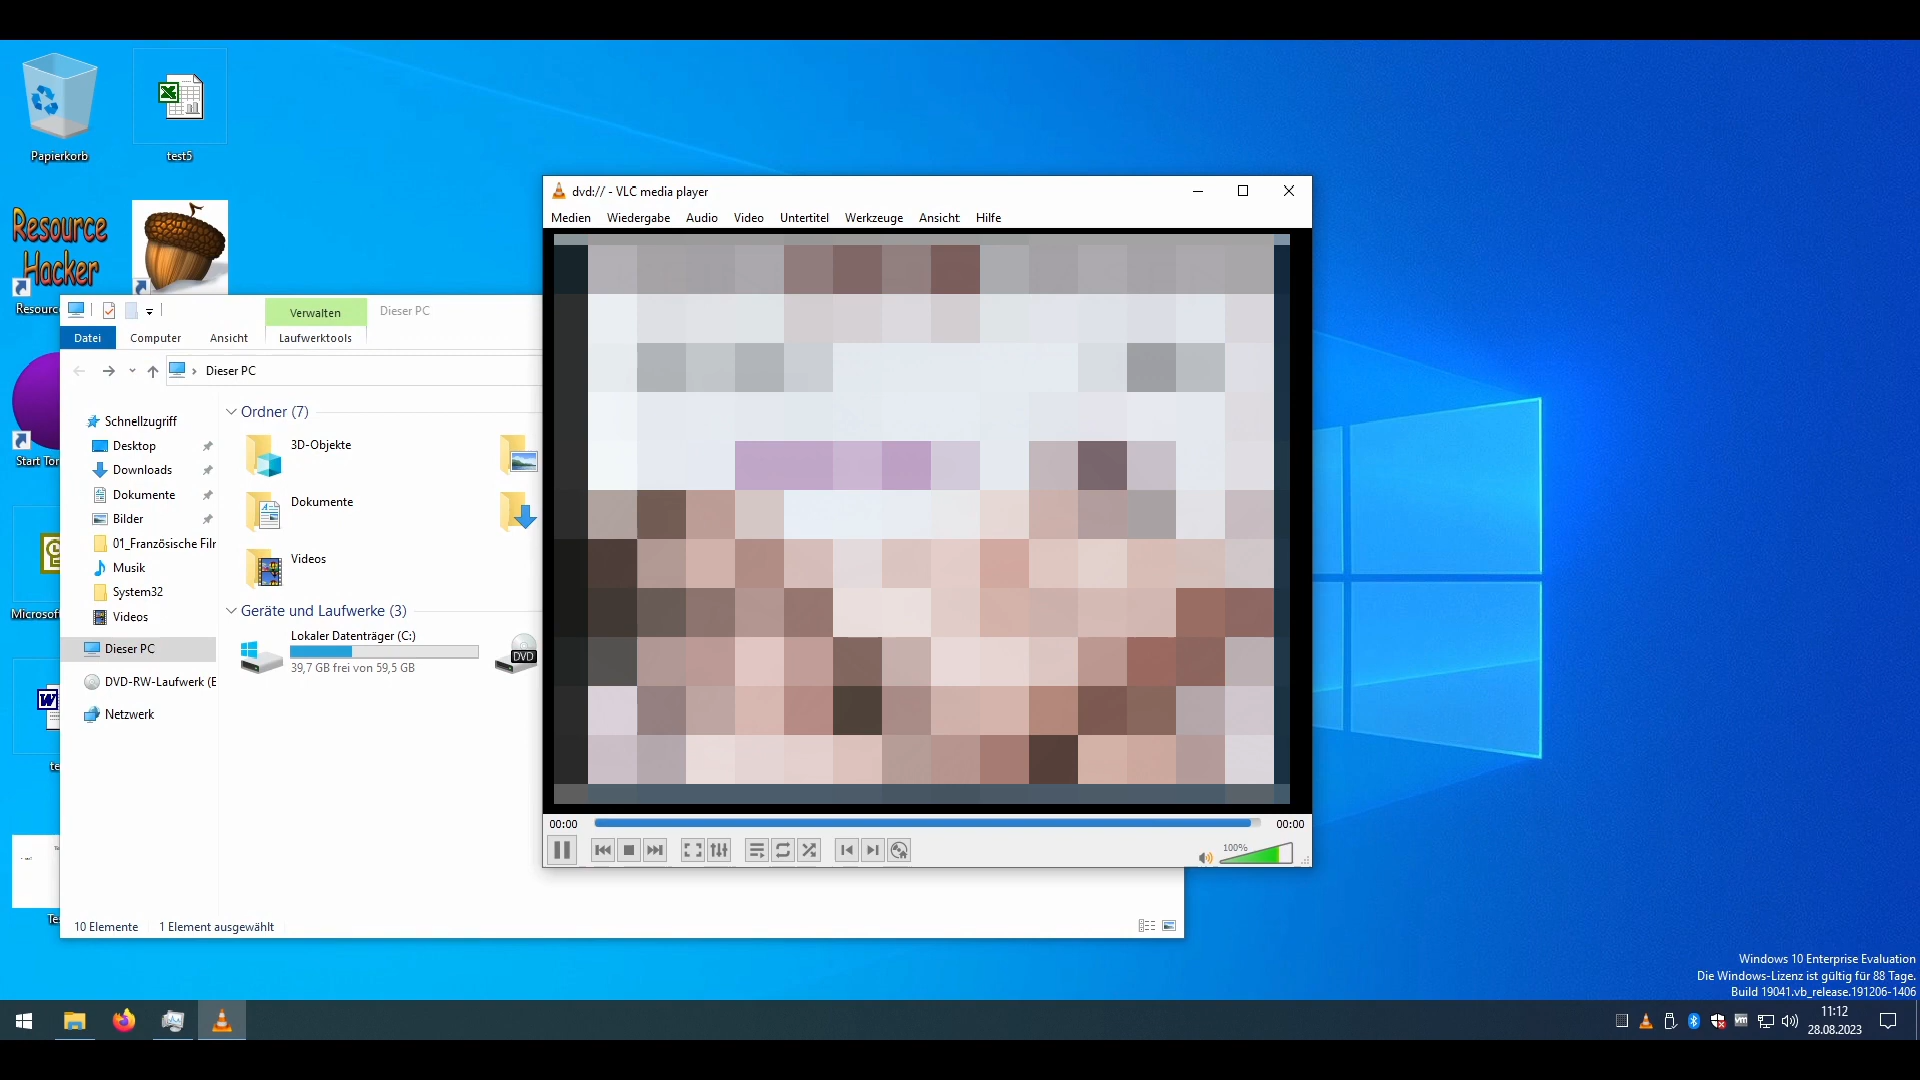 Papierkorb
test5
Resource
Hacker
Resourc
Start Tor
Microsoft
W
te
Te
Verwalten
Dieser PC
Datei
Computer
Ansicht
Laufwerktools
Dieser PC
Schnellzugriff
Desktop
Downloads
Dokumente
Bilder
01_Französische Filr
Musik
System32
Videos
Dieser PC
DVD-RW-Laufwerk (E
Netzwerk
Ordner (7)
3D-Objekte
Dokumente
Videos
Geräte und Laufwerke (3)
Lokaler Datenträger (C:)
39,7 GB frei von 59,5 GB
DVD
10 Elemente
1 Element ausgewählt
dvd:// - VLC media player
Medien
Wiedergabe
Audio
Video
Untertitel
Werkzeuge
Ansicht
Hilfe
00:00
00:00
100%
Windows 10 Enterprise Evaluation
Die Windows-Lizenz ist gültig für 88 Tage.
Build 19041.vb_release.191206-1406
vm
11:12
28.08.2023